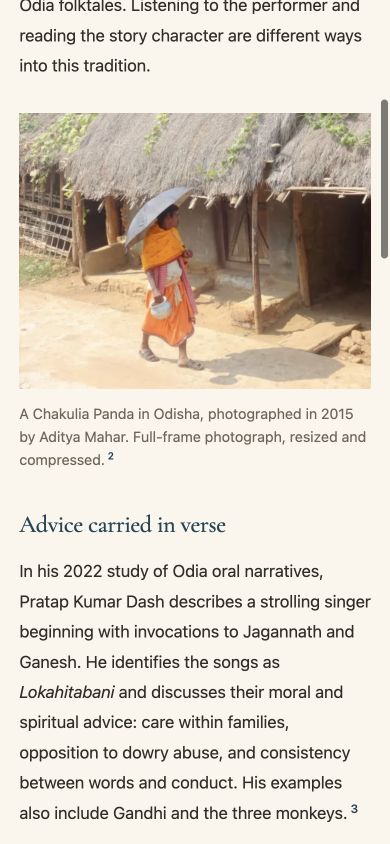 Odia folktales. Listening to the performer and
reading the story character are different ways
into this tradition.
A Chakulia Panda in Odisha, photographed in 2015
by Aditya Mahar. Full-frame photograph, resized and
compressed. 2
Advice carried in verse
In his 2022 study of Odia oral narratives,
Pratap Kumar Dash describes a strolling singer
beginning with invocations to Jagannath and
Ganesh. He identifies the songs as
Lokahitabani and discusses their moral and
spiritual advice: care within families,
opposition to dowry abuse, and consistency
between words and conduct. His examples
also include Gandhi and the three monkeys. 3